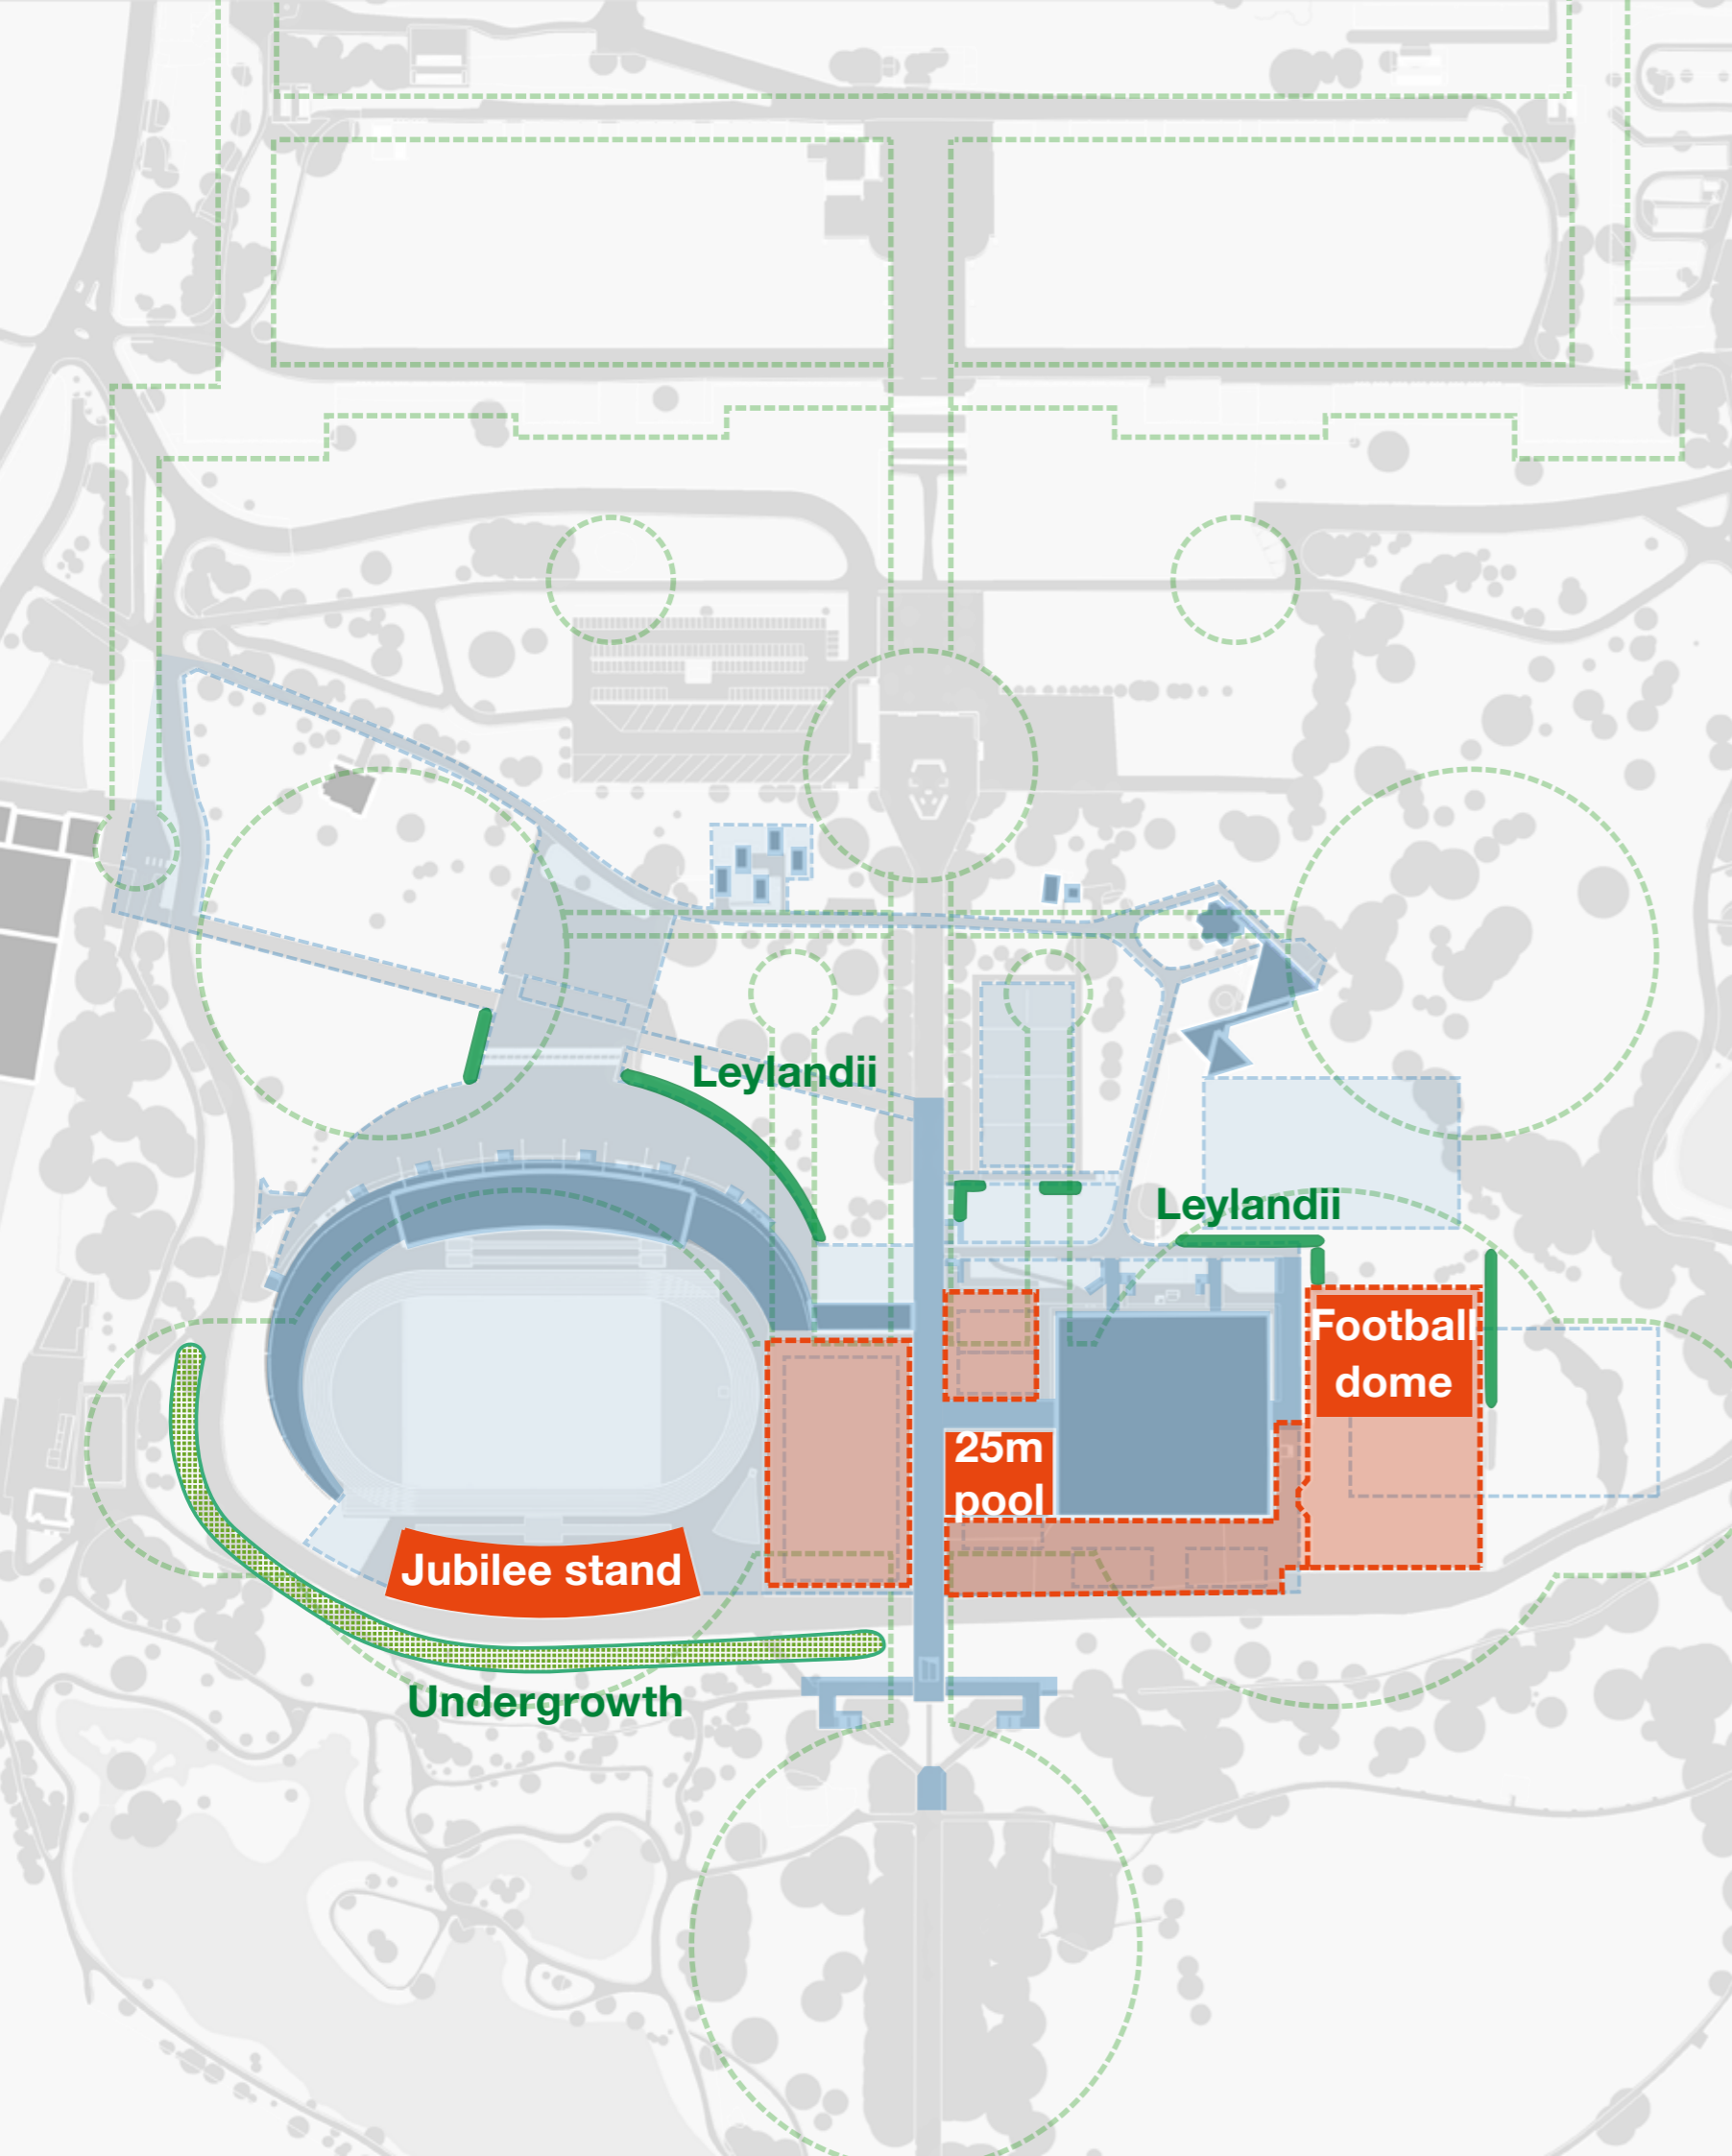 Leylandii
Leylandii
Football
dome
25m
pool
Jubilee stand
Undergrowth